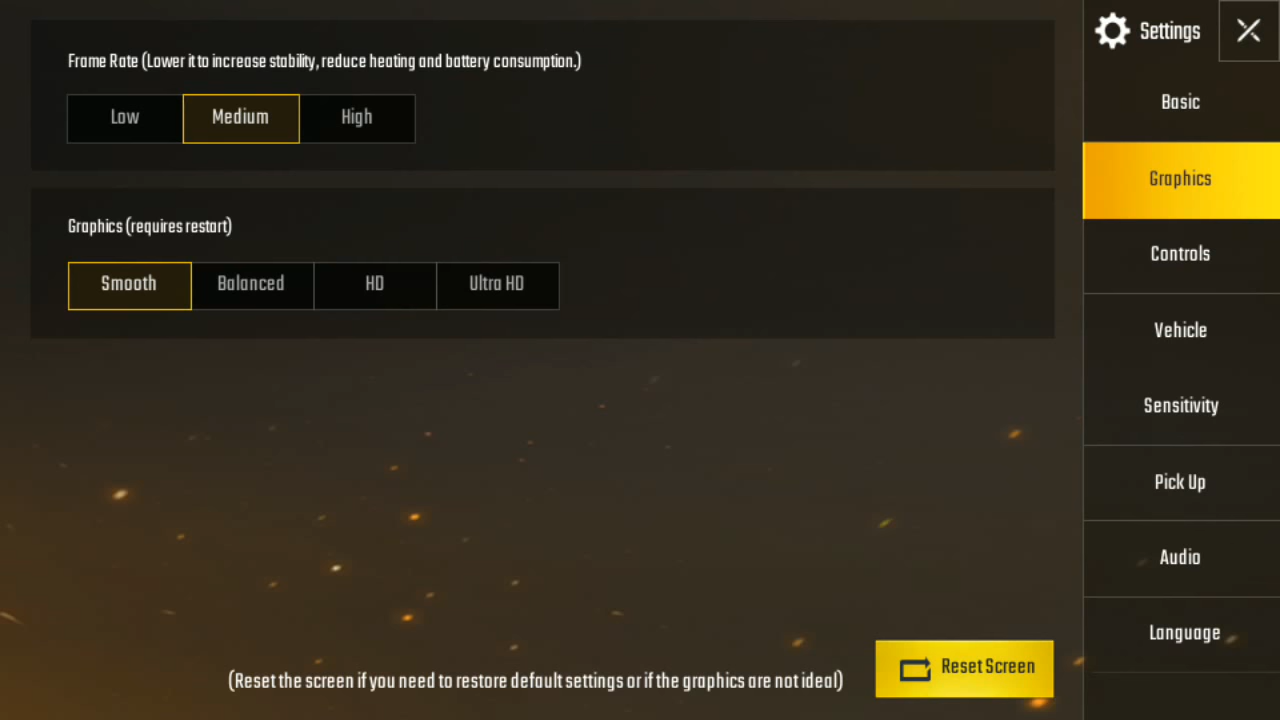 Frame Rate (Lower it to increase stability, reduce heating and battery consumption.)
Low Medium High
Graphics (requires restart)
Smooth Balanced HD Ultra HD
(Reset the screen if you need to restore default settings or if the graphics are not ideal)
Reset Screen
Settings
Basic
Graphics
Controls
Vehicle
Sensitivity
Pick Up
Audio
Language